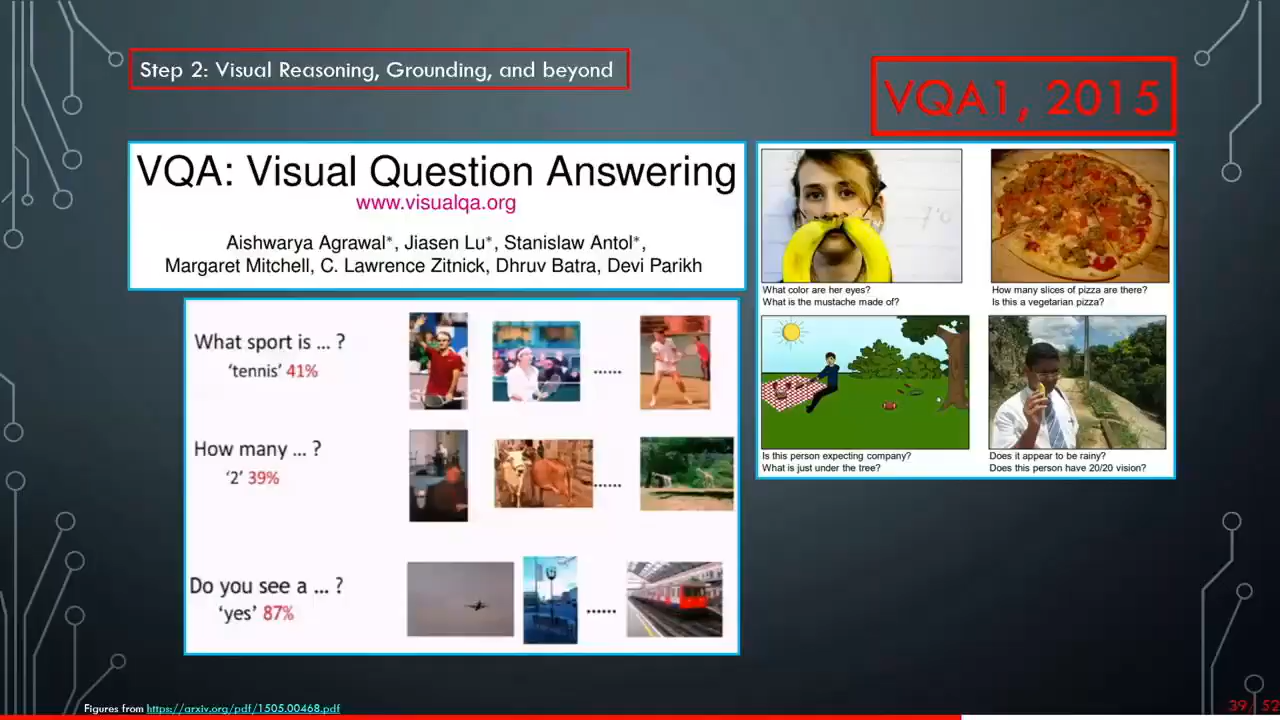 Step 2: Visual Reasoning, Grounding, and beyond
VQA1, 2015
VQA: Visual Question Answering
www.visualqa.org
Aishwarya Agrawal*, Jiasen Lu*, Stanislaw Antol*,
Margaret Mitchell, C. Lawrence Zitnick, Dhruv Batra, Devi Parikh
What color are her eyes?
What is the mustache made of?
How many slices of pizza are there?
Is this a vegetarian pizza?
Is this person expecting company?
What is just under the tree?
Does it appear to be rainy?
Does this person have 20/20 vision?
What sport is ... ?
‘tennis’ 41%
......
How many ... ?
‘2’ 39%
......
Do you see a ... ?
‘yes’ 87%
......
Figures from https://arxiv.org/pdf/1505.00468.pdf
39/ 52